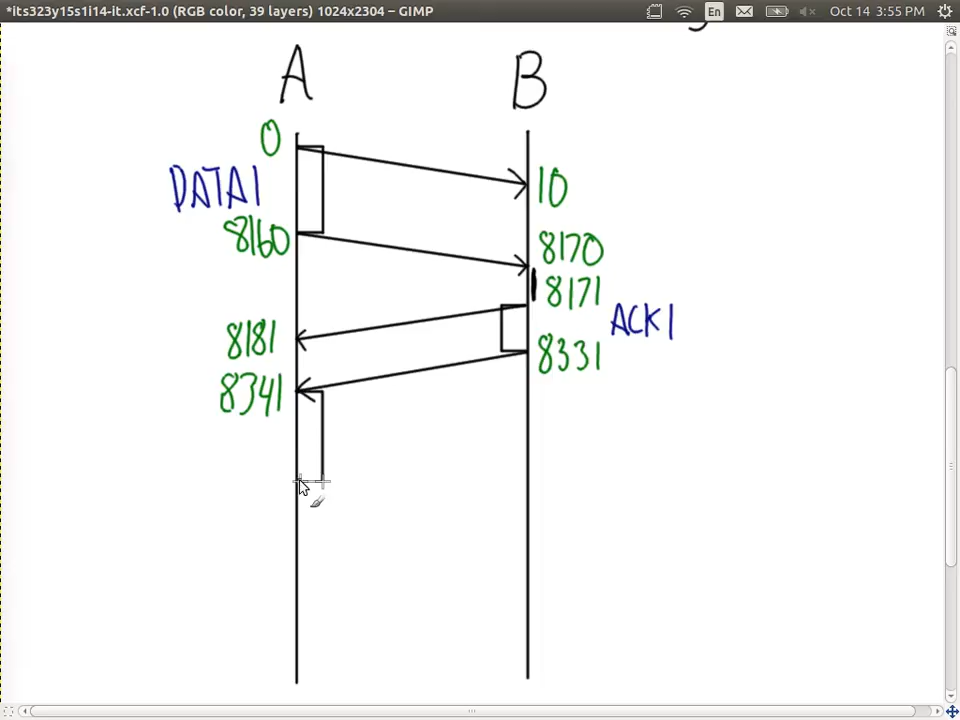 *its323y15s1i14-it.xcf-1.0 (RGB color, 39 layers) 1024x2304 – GIMP
En
Oct 14 3:55 PM
A B
0
DATA1
10
8160
8170
8171
ACK1
8181
8331
8341